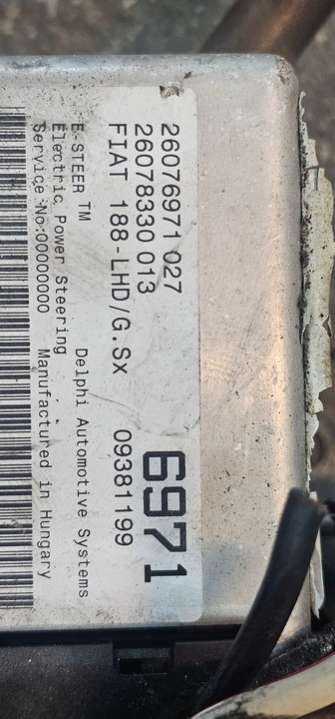 26076971 027
26078330 013 6971
FIAT 188-LHD/G.Sx 09381199
E-STEER TM Delphi Automotive Systems
Electric Power Steering
Service No:00000000 Manufactured in Hungary